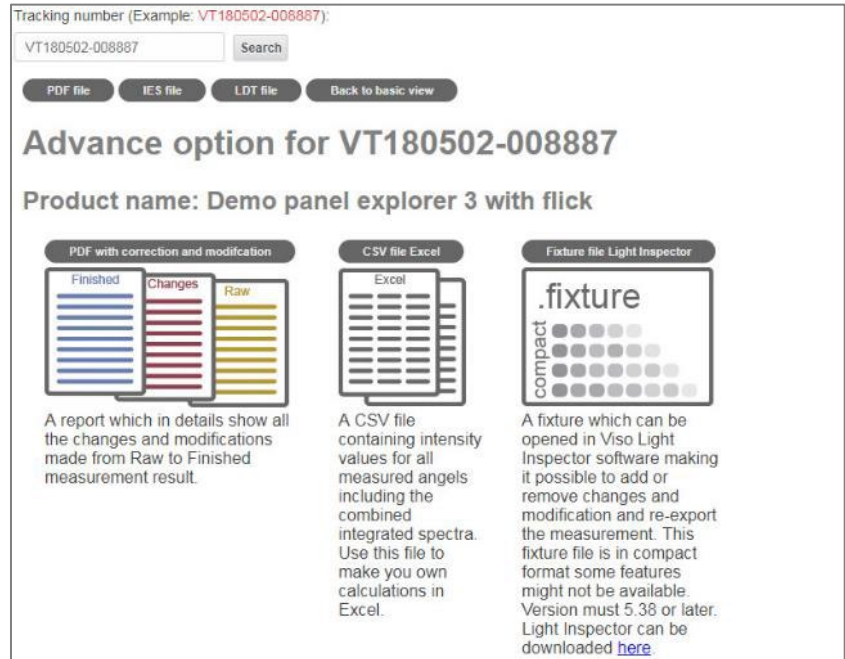 Tracking number (Example: VT180502-008887):
VT180502-008887 Search
PDF file IES file LDT file Back to basic view
Advance option for VT180502-008887
Product name: Demo panel explorer 3 with flick
PDF with correction and modifcation
Finished Changes Raw
A report which in details show all
the changes and modifications
made from Raw to Finished
measurement result.
CSV file Excel
Excel
A CSV file
containing intensity
values for all
measured angels
including the
combined
integrated spectra.
Use this file to
make you own
calculations in
Excel.
Fixture file Light Inspector
.fixture
compact
A fixture which can be
opened in Viso Light
Inspector software making
it possible to add or
remove changes and
modification and re-export
the measurement. This
fixture file is in compact
format some features
might not be available.
Version must 5.38 or later.
Light Inspector can be
downloaded here.